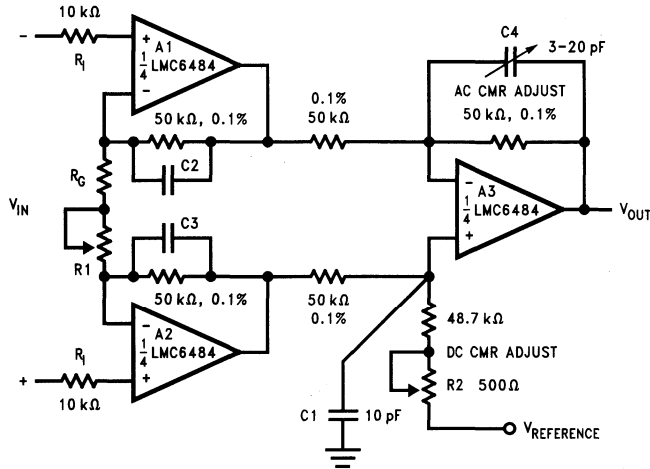 10 kΩ
−
RI
A1
+
1/4 LMC6484
−
C4
3–20 pF
AC CMR ADJUST
50 kΩ, 0.1%
0.1%
50 kΩ
50 kΩ, 0.1%
C2
RG
VIN
R1
C3
50 kΩ, 0.1%
50 kΩ
0.1%
−
A3
1/4 LMC6484
+
VOUT
−
A2
1/4 LMC6484
+
RI
+
10 kΩ
48.7 kΩ
DC CMR ADJUST
R2 500Ω
C1
10 pF
VREFERENCE